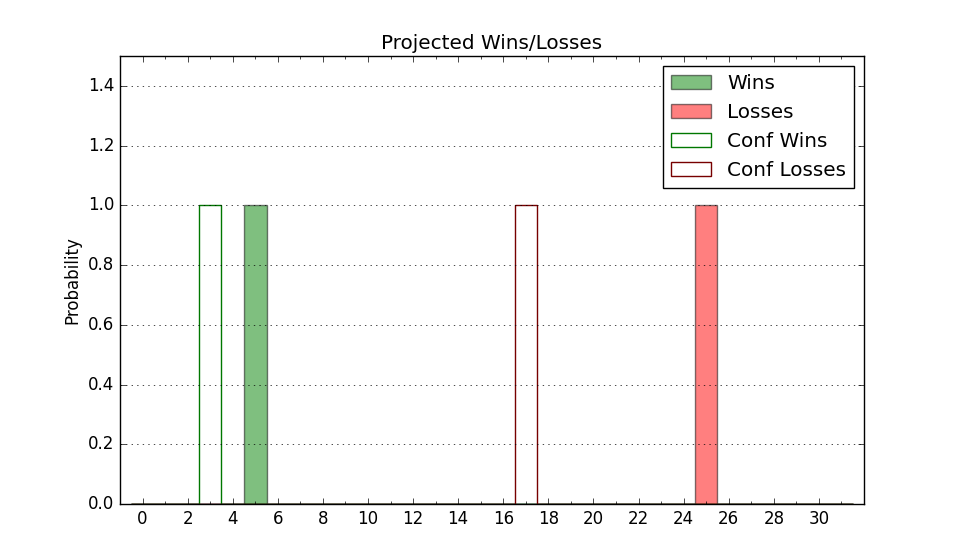 Projected Wins/Losses
Wins
Losses
Conf Wins
Conf Losses
Probability
1.4
1.2
1.0
0.8
0.6
0.4
0.2
0.0
0 2 4 6 8 10 12 14 16 18 20 22 24 26 28 30